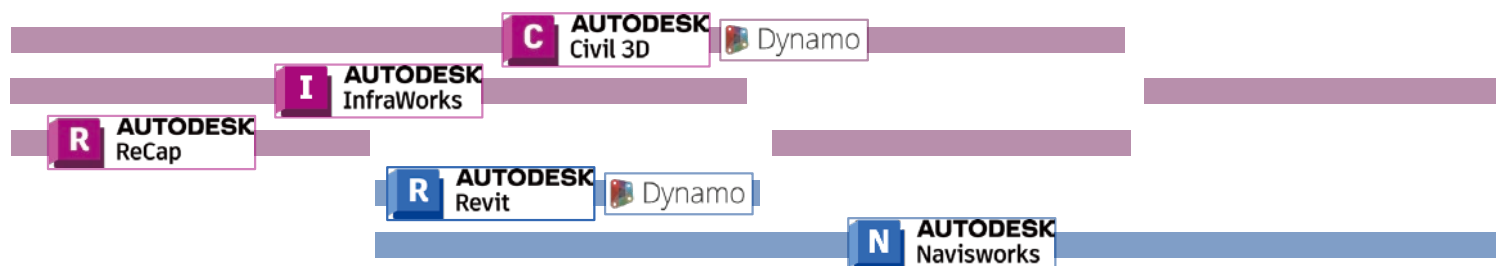 C AUTODESK Civil 3D Dynamo
I AUTODESK InfraWorks
R AUTODESK ReCap
R AUTODESK Revit Dynamo
N AUTODESK Navisworks